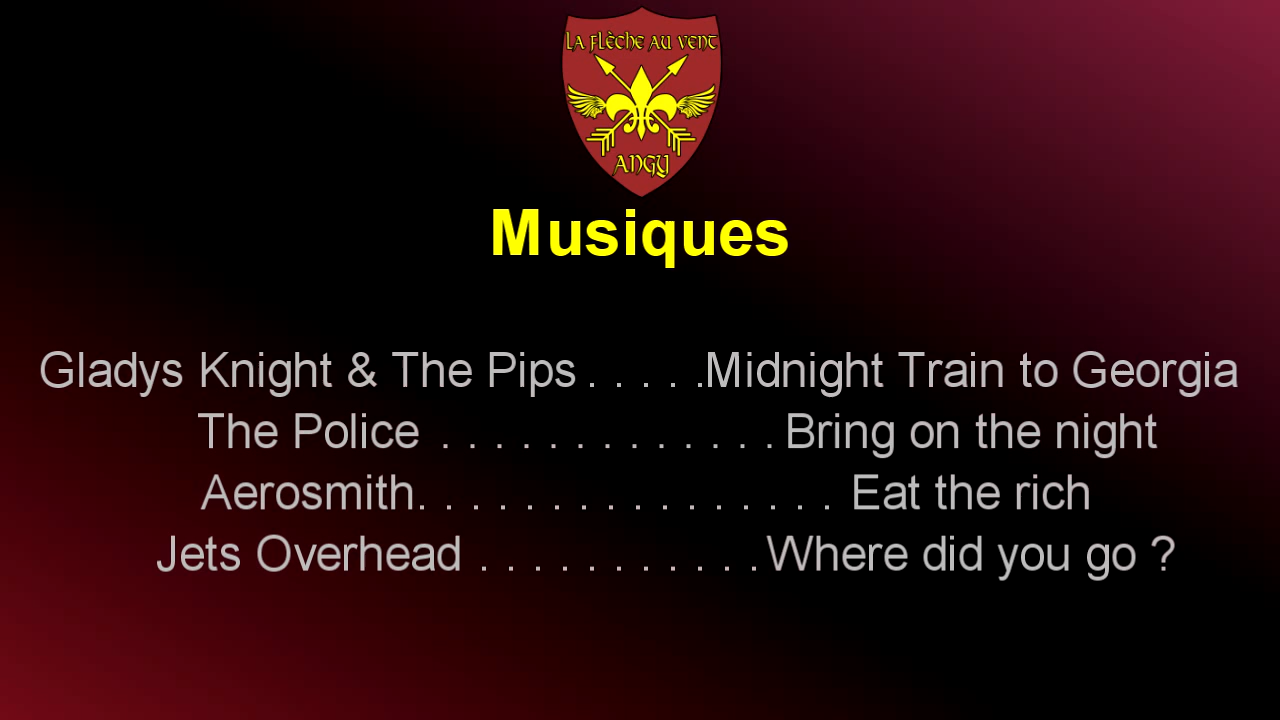 LA FLÈCHE AU VENT
ANGY
Musiques
Gladys Knight & The Pips . . . . .Midnight Train to Georgia
The Police . . . . . . . . . . . . . Bring on the night
Aerosmith. . . . . . . . . . . . . . . . Eat the rich
Jets Overhead . . . . . . . . . . . Where did you go ?